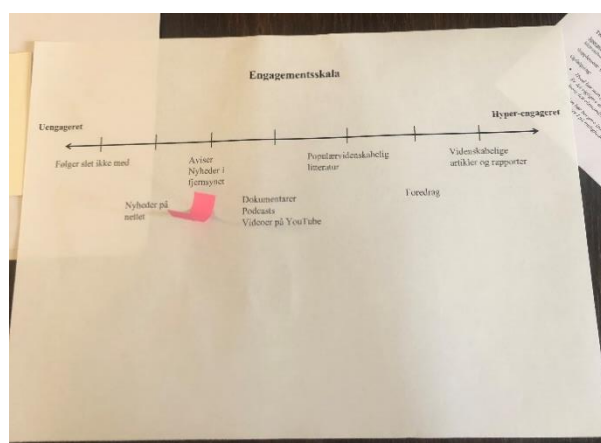 Engagementsskala
Uengageret
Hyper-engageret
Følger slet ikke med
Aviser
Nyheder i
fjernsynet
Populærvidenskabelig
litteratur
Videnskabelige
artikler og rapporter
Nyheder på
nettet
Dokumentarer
Podcasts
Videoer på YouTube
Foredrag